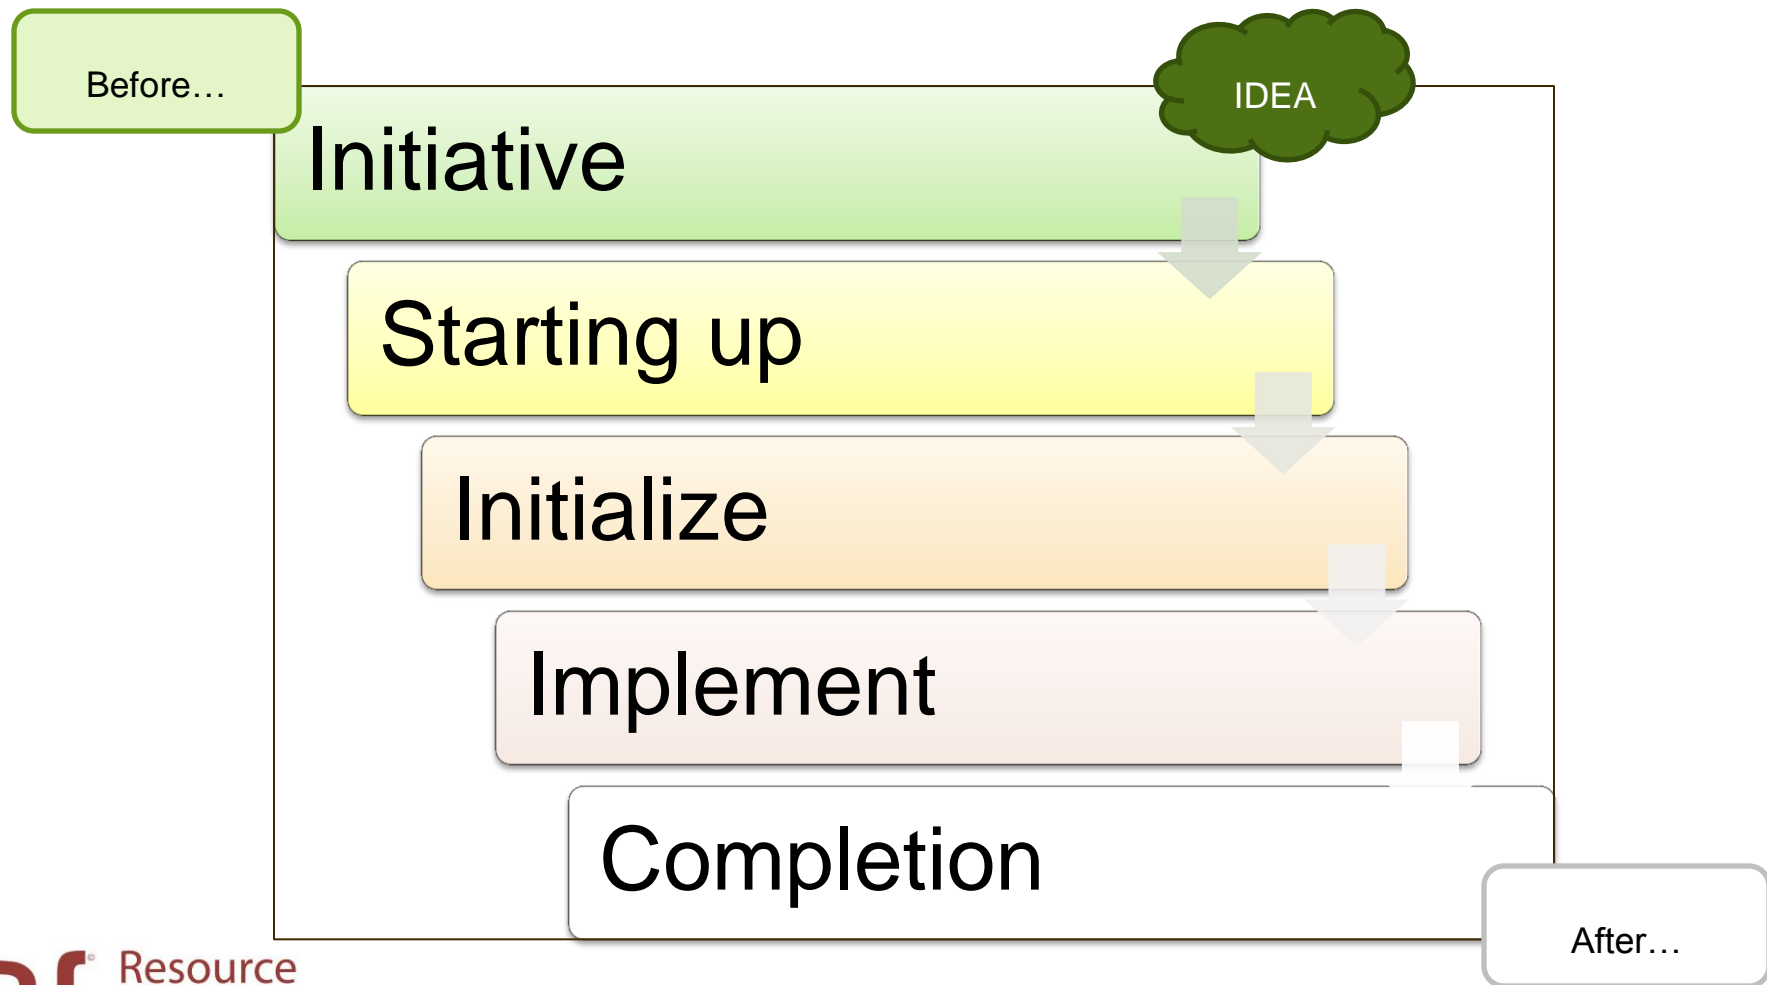 Before…
IDEA
Initiative
Starting up
Initialize
Implement
Completion
After…
Resource